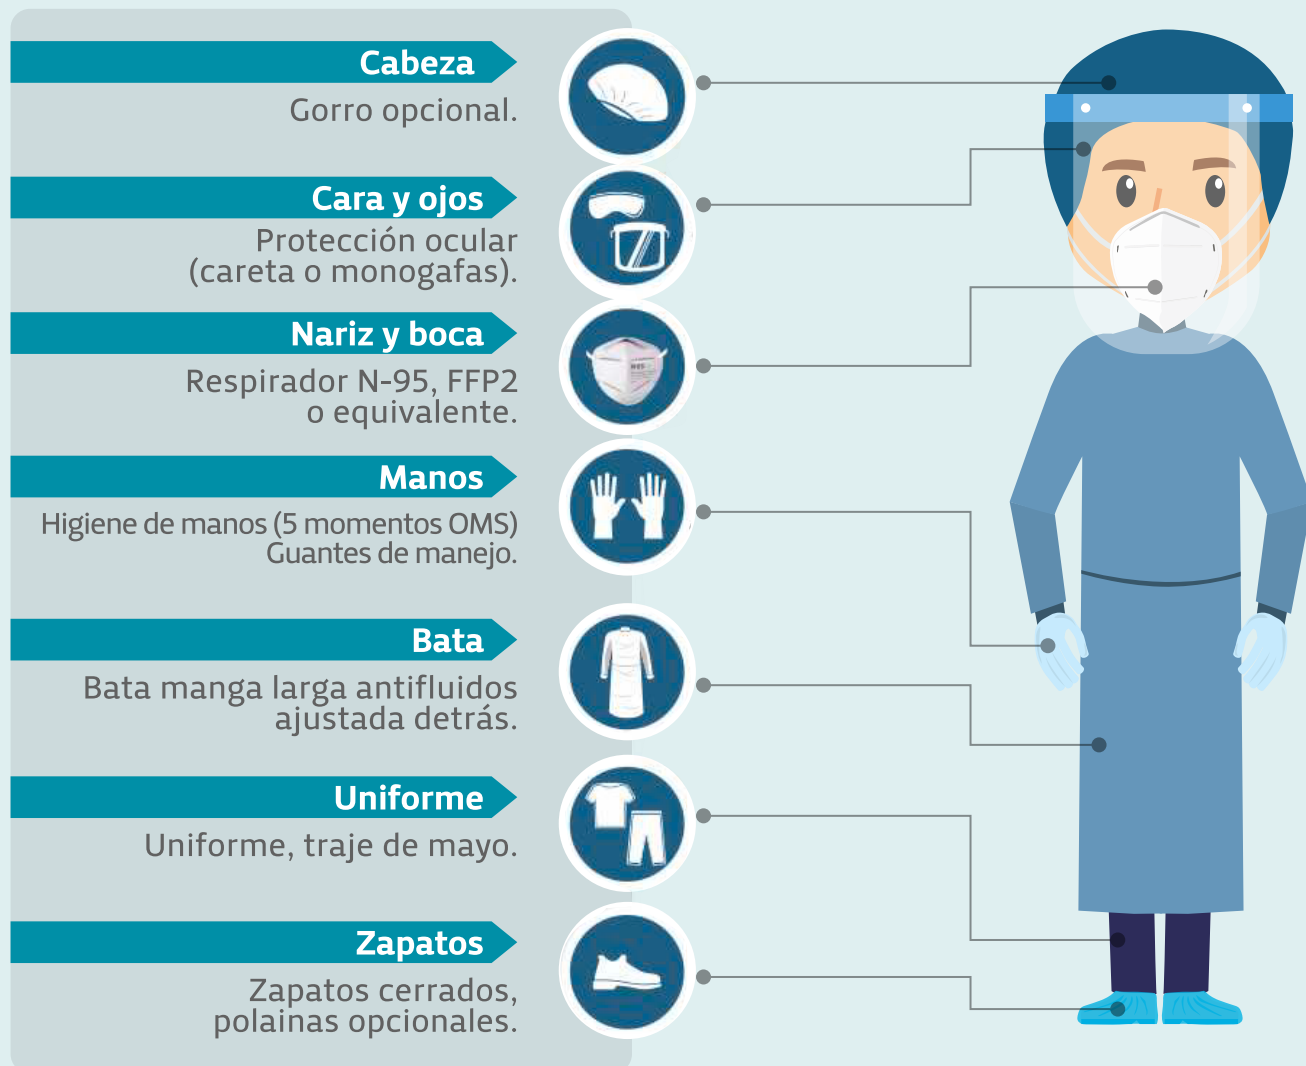 Cabeza
Gorro opcional.
Cara y ojos
Protección ocular
(careta o monogafas).
Nariz y boca
Respirador N-95, FFP2
o equivalente.
Manos
Higiene de manos (5 momentos OMS)
Guantes de manejo.
Bata
Bata manga larga antifluidos
ajustada detrás.
Uniforme
Uniforme, traje de mayo.
Zapatos
Zapatos cerrados,
polainas opcionales.